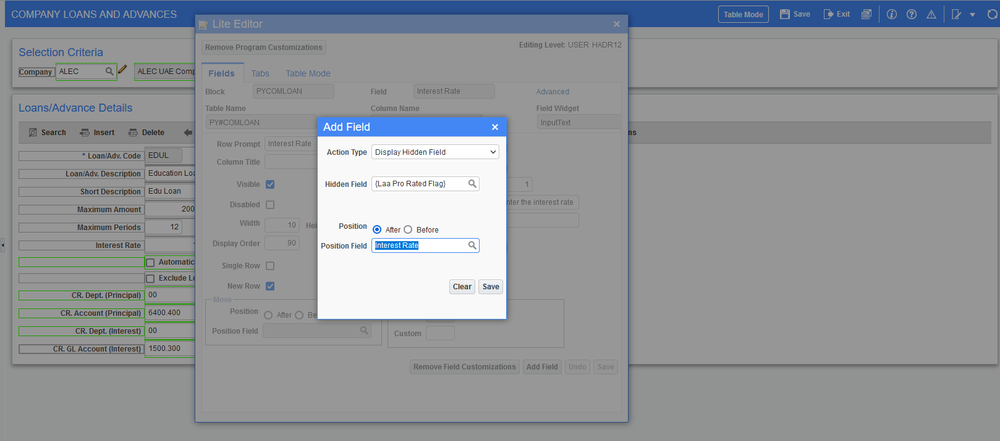 COMPANY LOANS AND ADVANCES
Table Mode
Save
Exit
Selection Criteria
Company
ALEC
ALEC UAE Comp
Loans/Advance Details
Search
Insert
Delete
ns
* Loan/Adv. Code
EDUL
Loan/Adv. Description
Education Loa
Short Description
Edu Loan
Maximum Amount
200
Maximum Periods
12
Interest Rate
Automatic
Exclude Lo
CR. Dept. (Principal)
00
CR. Account (Principal)
6400.400
CR. Dept. (Interest)
00
CR. GL Account (Interest)
1500.300
Lite Editor
Remove Program Customizations
Editing Level: USER HADR12
Fields
Tabs
Table Mode
Block
PYCOMLOAN
Field
Interest Rate
Advanced
Table Name
Column Name
Field Widget
PY#COMLOAN
InputText
Row Prompt
Interest Rate
Column Title
Visible
1
Disabled
nter the interest rate
Width
10
Hei
Display Order
90
Single Row
New Row
Move
Position
After
Be
Position Field
Custom
Remove Field Customizations
Add Field
Undo
Save
Add Field
Action Type
Display Hidden Field
Hidden Field
{Laa Pro Rated Flag}
Position
After
Before
Position Field
Interest Rate
Clear
Save